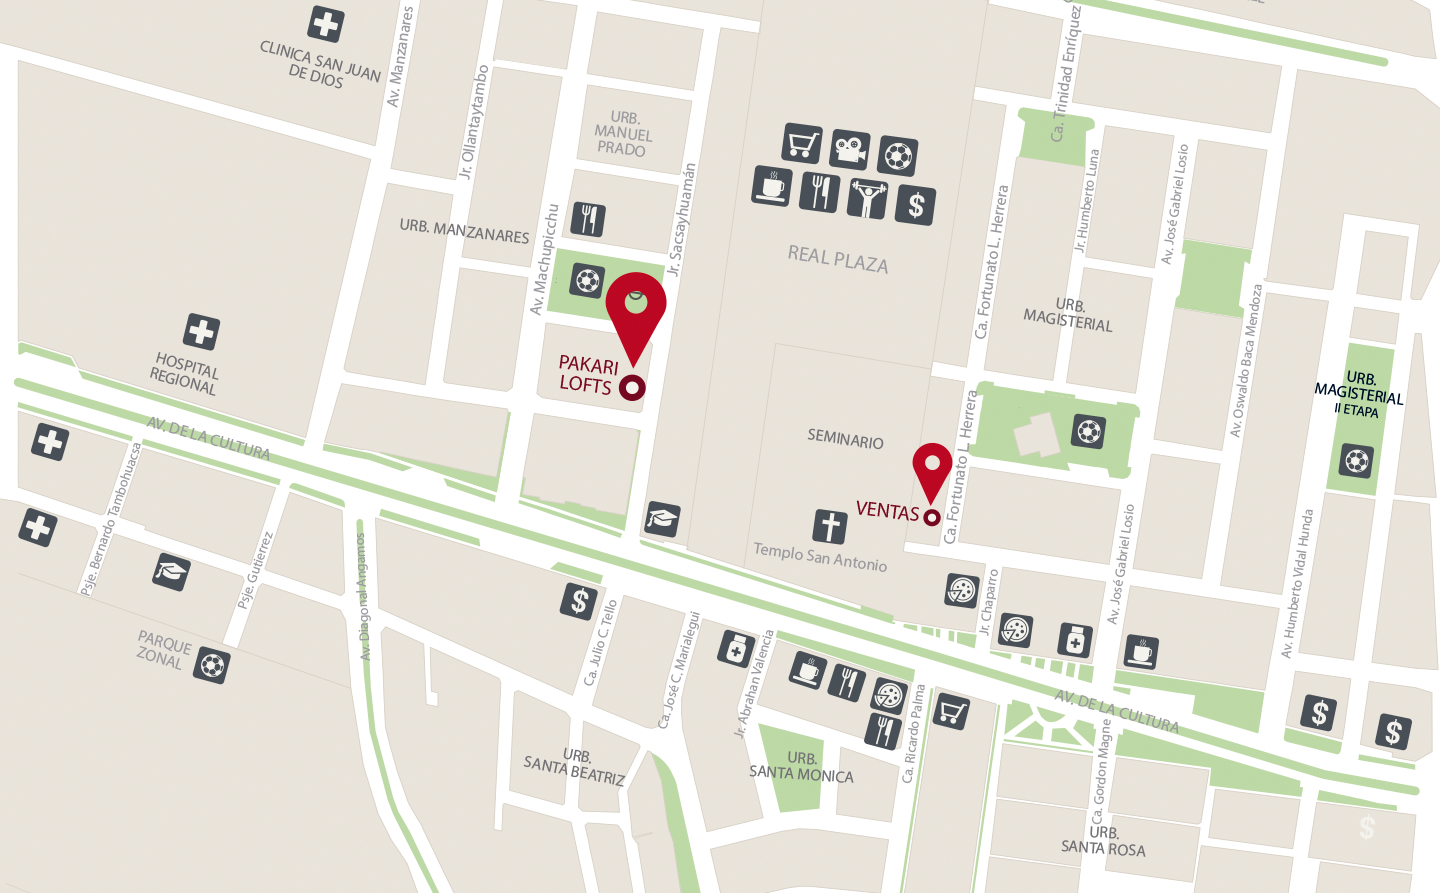 CLINICA SAN JUAN
DE DIOS
Av. Manzanares
Jr. Ollantaytambo
URB.
MANUEL
PRADO
Jr. Sacsayhuamán
Av. Machupicchu
URB. MANZANARES
Ca. Trinidad Enríquez
Jr. Humberto Luna
Av. José Gabriel Losio
Ca. Fortunato L. Herrera
$
REAL PLAZA
URB.
MAGISTERIAL
Av. Oswaldo Baca Mendoza
HOSPITAL
REGIONAL
PAKARI
LOFTS
URB.
MAGISTERIAL
II ETAPA
AV. DE LA CULTURA
SEMINARIO
Ca. Fortunato L. Herrera
VENTAS
Templo San Antonio
Psje. Bernardo Tambohuacsa
Psje. Gutierrez
Av. Diagonal Angamos
$
Ca. Julio C. Tello
Ca. José C. Marialegui
Jr. Abrahan Valencia
Jr. Chaparro
Av. José Gabriel Losio
Av. Humberto Vidal Hunda
PARQUE
ZONAL
AV. DE LA CULTURA
$
$
Ca. Ricardo Palma
Ca. Gordon Magne
URB.
SANTA BEATRIZ
URB.
SANTA MONICA
URB.
SANTA ROSA
$